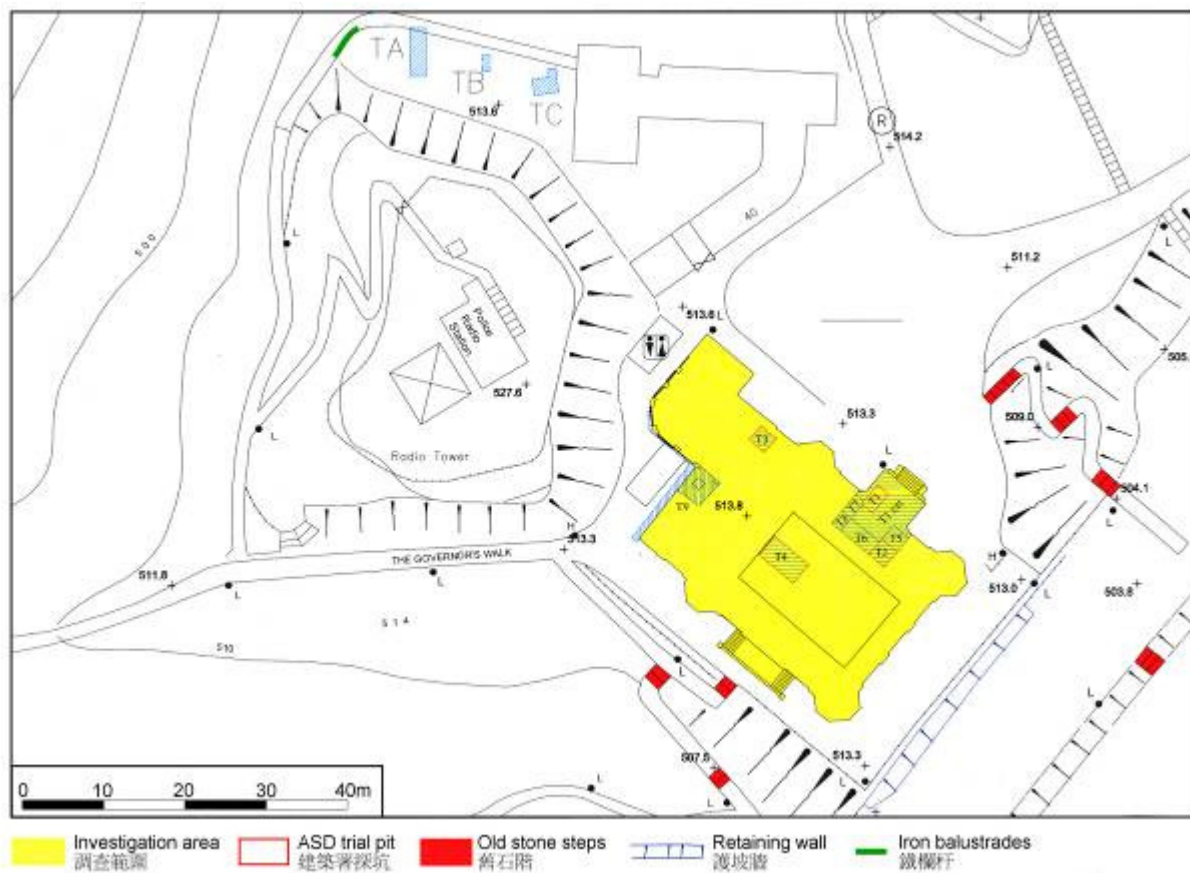 TA
TB
TC
513.6
R
514.2
500
40
511.2
513.6
L
L
L
L
505.
Police
Radio
Station
527.6
509.0
513.3
L
L
T3
Radio Tower
504.1
L
T9
513.8
T1
T5
T6
T2
T4
H
513.3
H
THE GOVERNOR'S WALK
511.8
L
L
513.0
L
503.8
514
510
L
L
507.5
513.3
L
L
L
0 10 20 30 40m
Investigation area
調查範圍
ASD trial pit
建築署探坑
Old stone steps
舊石階
Retaining wall
護坡牆
Iron balustrades
鐵欄杆